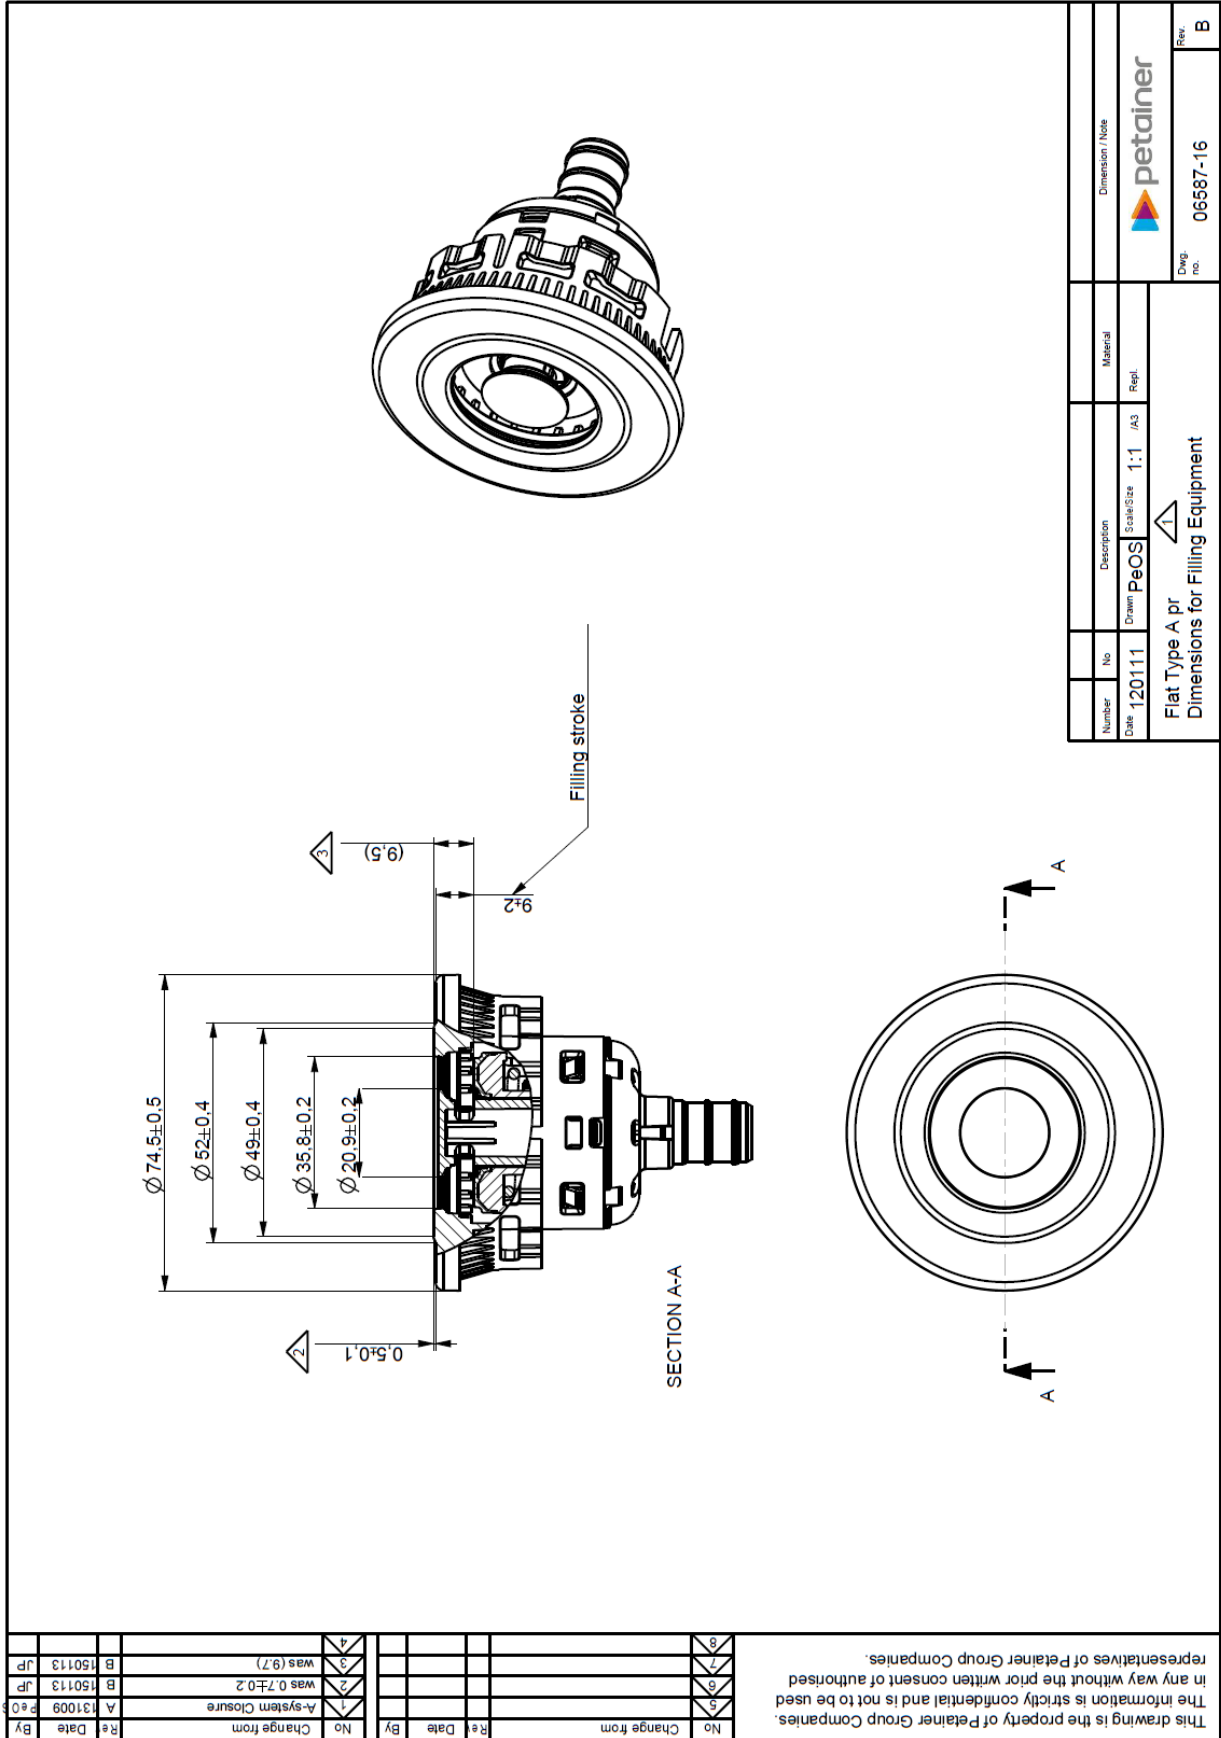 Ø 74,5±0,5
Ø 52±0,4
Ø 49±0,4
Ø 35,8±0,2
Ø 20,9±0,2
2
0,5±0,1
3
(9,5)
9±2
Filling stroke
SECTION A-A
A
A
Number No Description Material Dimension / Note
Date 120111 Drawn PeOS Scale/Size 1:1 /A3 Repl.
petainer
Flat Type A pr 1
Dimensions for Filling Equipment
Dwg. no. 06587-16
Rev. B
No Change from Rev Date By
1 A-system Closure A 131009 PeOS
2 was 0.7±0.2 B 150113 JP
3 was (9.7) B 150113 JP
4
No Change from Rev Date By
5
6
7
8
This drawing is the property of Petainer Group Companies.
The information is strictly confidential and is not to be used
in any way without the prior written consent of authorised
representatives of Petainer Group Companies.